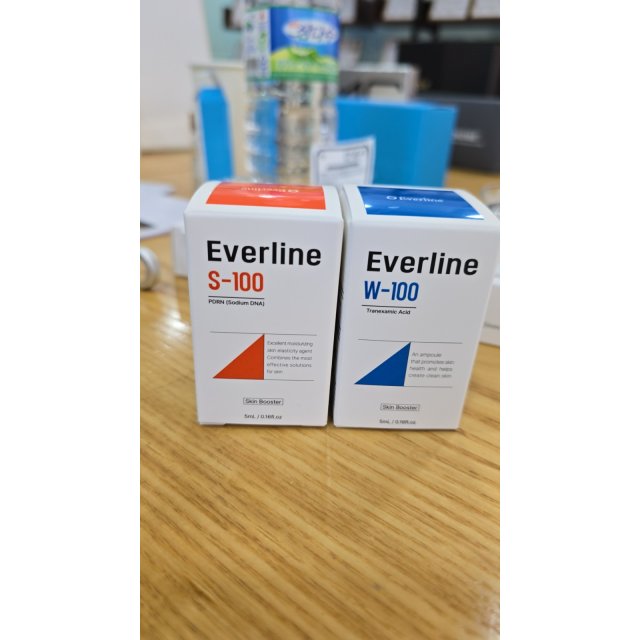 Everline
Everline
S-100
PDRN (Sodium DNA)
Excellent moisturizing
skin elasticity agent
Combines the most
effective solutions
for skin
Skin Booster
5mL / 0.16fl.oz
Everline
Everline
W-100
Tranexamic Acid
An ampoule
that promotes skin
health and helps
create clean skin
Skin Booster
5mL / 0.16fl.oz